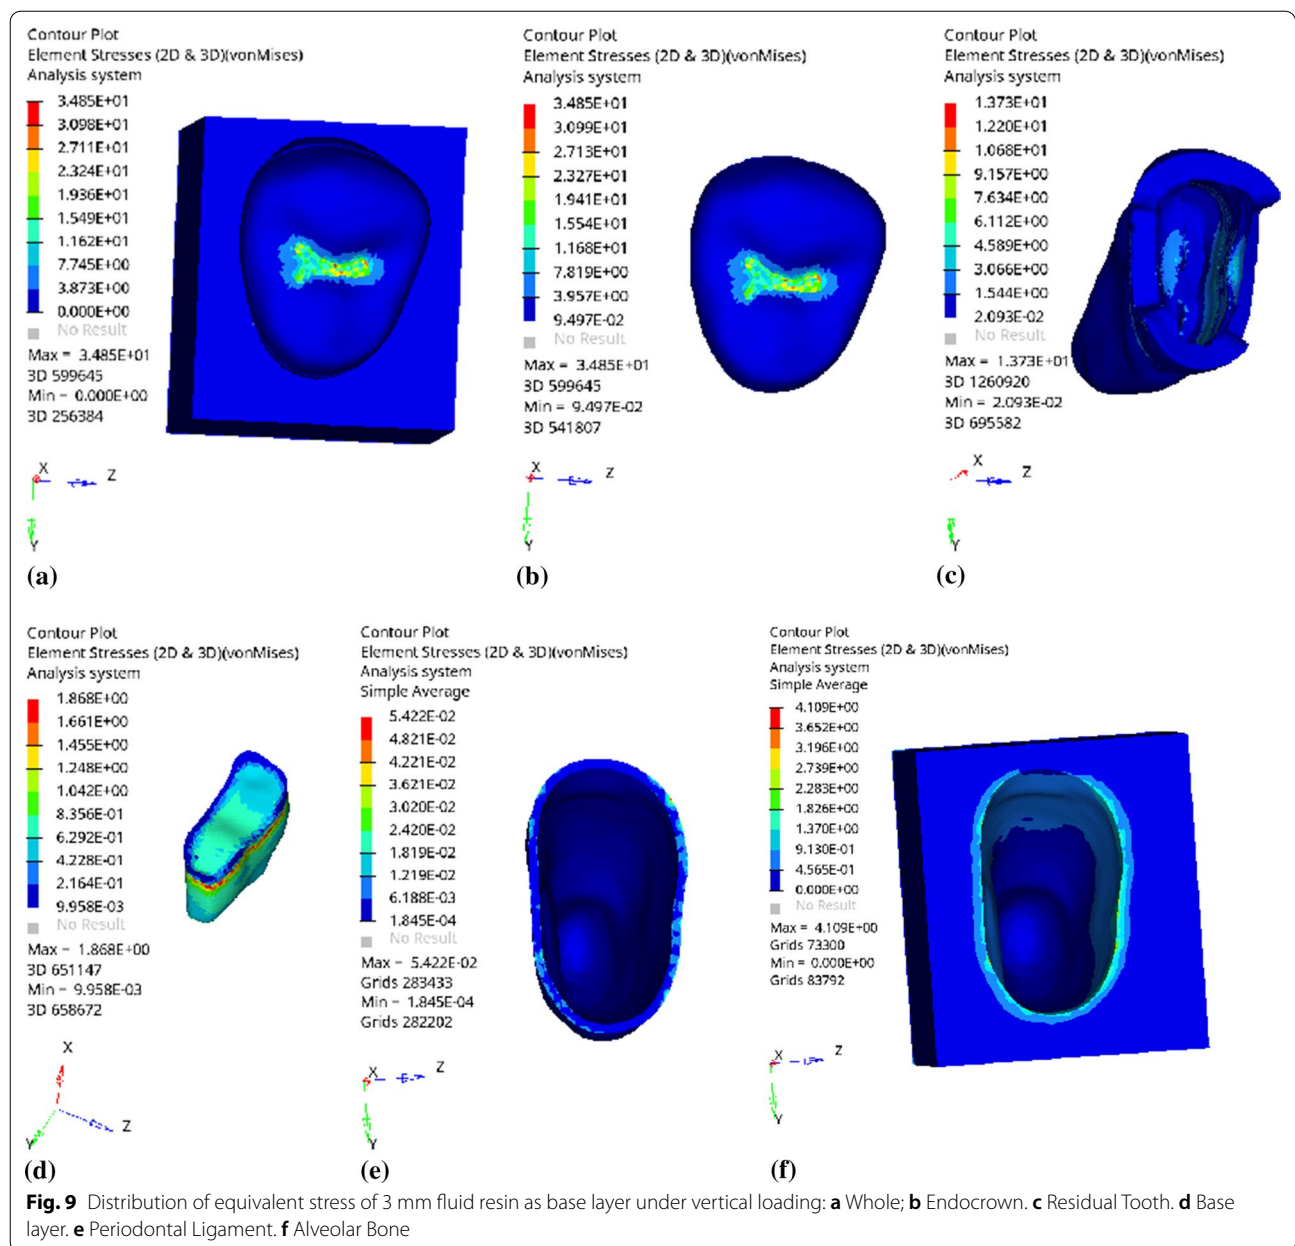 Contour Plot
Element Stresses (2D & 3D)(vonMises)
Analysis system
3.485E+01
3.098E+01
2.711E+01
2.324E+01
1.936E+01
1.549E+01
1.162E+01
7.745E+00
3.873E+00
0.000E+00
No Result
Max = 3.485E+01
3D 599645
Min = 0.000E+00
3D 256384
X
Z
Y
(a)
Contour Plot
Element Stresses (2D & 3D)(vonMises)
Analysis system
3.485E+01
3.099E+01
2.713E+01
2.327E+01
1.941E+01
1.554E+01
1.168E+01
7.819E+00
3.957E+00
9.497E-02
No Result
Max = 3.485E+01
3D 599645
Min = 9.497E-02
3D 541807
X
Z
Y
(b)
Contour Plot
Element Stresses (2D & 3D)(vonMises)
Analysis system
1.373E+01
1.220E+01
1.068E+01
9.157E+00
7.634E+00
6.112E+00
4.589E+00
3.066E+00
1.544E+00
2.093E-02
No Result
Max = 1.373E+01
3D 1260920
Min = 2.093E-02
3D 695582
X
Z
Y
(c)
Contour Plot
Element Stresses (2D & 3D)(vonMises)
Analysis system
1.868E+00
1.661E+00
1.455E+00
1.248E+00
1.042E+00
8.356E-01
6.292E-01
4.228E-01
2.164E-01
9.958E-03
No Result
Max = 1.868E+00
3D 651147
Min = 9.958E-03
3D 658672
X
Z
Y
(d)
Contour Plot
Element Stresses (2D & 3D)(vonMises)
Analysis system
Simple Average
5.422E-02
4.821E-02
4.221E-02
3.621E-02
3.020E-02
2.420E-02
1.819E-02
1.219E-02
6.188E-03
1.845E-04
No Result
Max = 5.422E-02
Grids 283433
Min = 1.845E-04
Grids 282202
X
Z
Y
(e)
Contour Plot
Element Stresses (2D & 3D)(vonMises)
Analysis system
Simple Average
4.109E+00
3.652E+00
3.196E+00
2.739E+00
2.283E+00
1.826E+00
1.370E+00
9.130E-01
4.565E-01
0.000E+00
No Result
Max = 4.109E+00
Grids 73300
Min = 0.000E+00
Grids 83792
X
Z
Y
(f)
Fig. 9 Distribution of equivalent stress of 3 mm fluid resin as base layer under vertical loading: a Whole; b Endocrown. c Residual Tooth. d Base
layer. e Periodontal Ligament. f Alveolar Bone